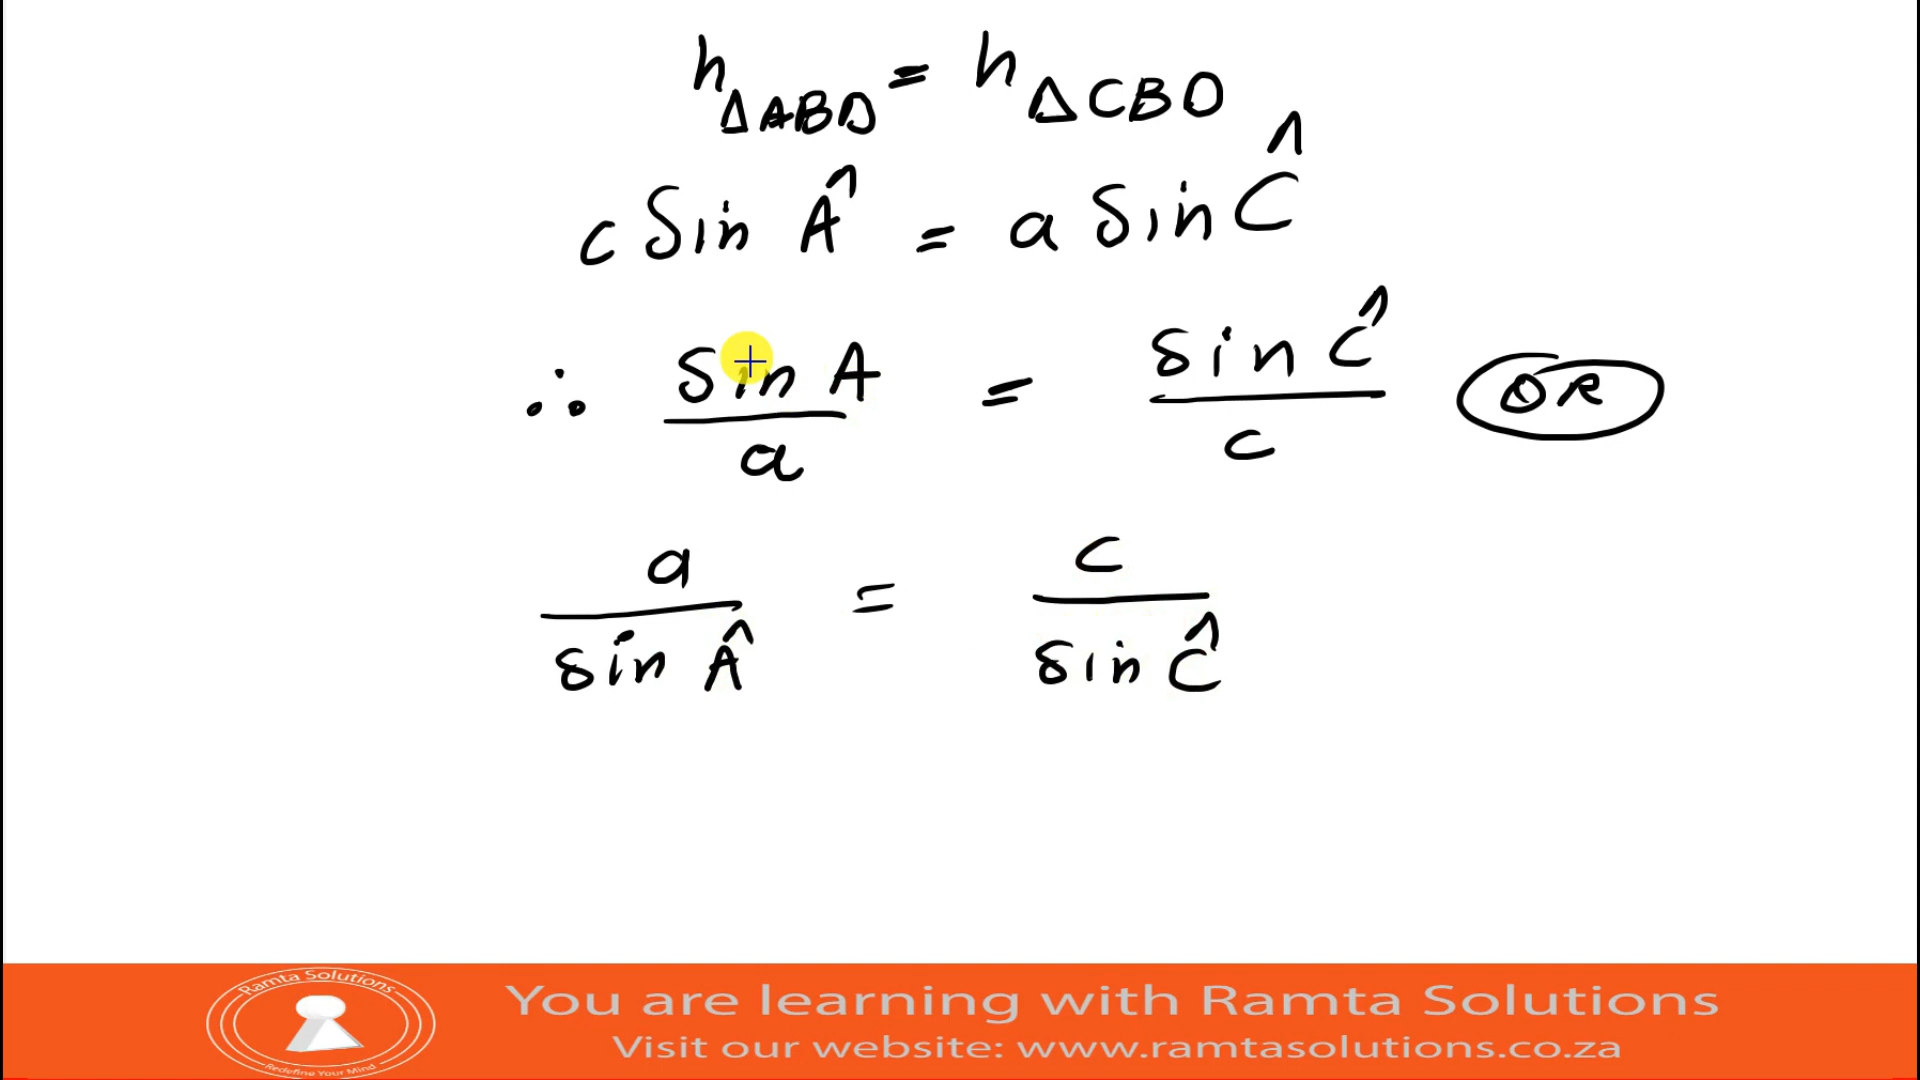 h△ABD = h△CBD
c sin Â = a sin Ĉ
∴ sin A / a = sin Ĉ / c OR
a / sin Â = c / sin Ĉ
Ramta Solutions
Redefine Your Mind
You are learning with Ramta Solutions
Visit our website: www.ramtasolutions.co.za